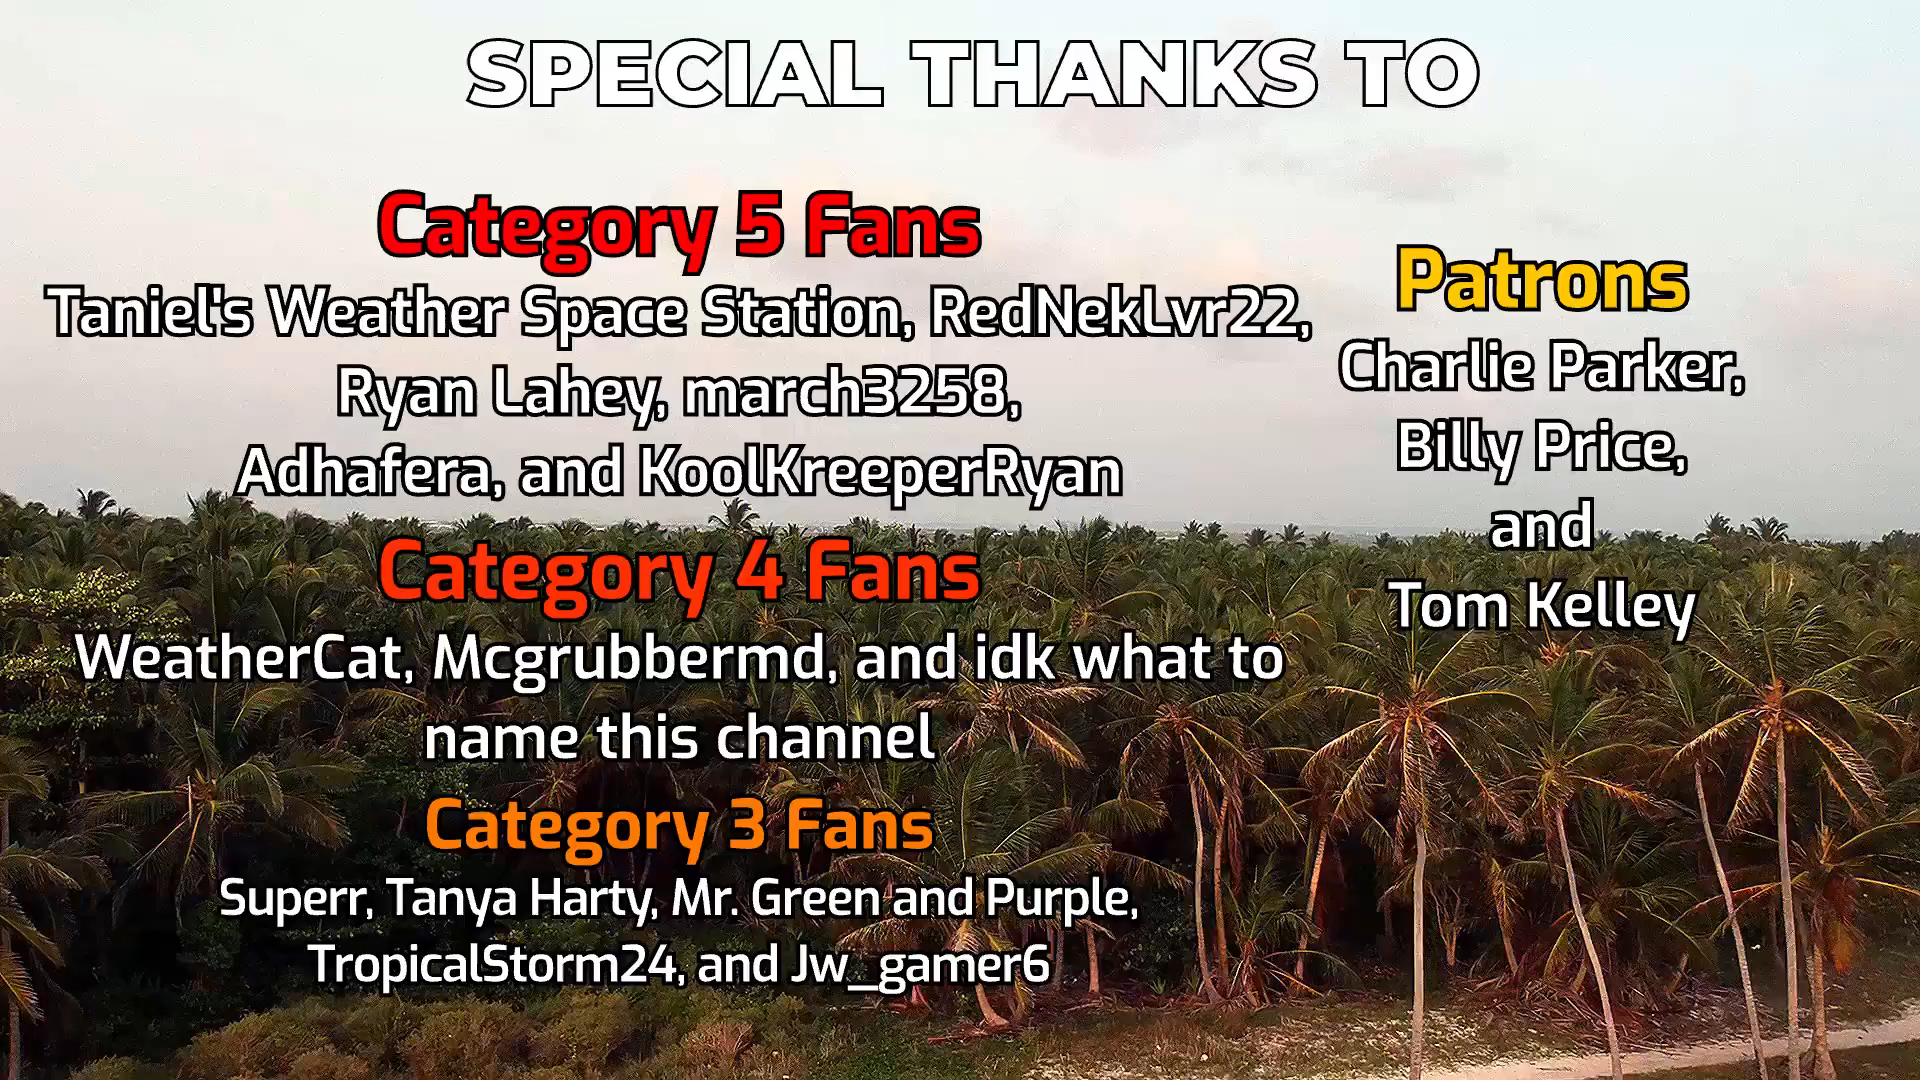 SPECIAL THANKS TO
Category 5 Fans
Taniel's Weather Space Station, RedNekLvr22,
Ryan Lahey, march3258,
Adhafera, and KoolKreeperRyan
Category 4 Fans
WeatherCat, Mcgrubbermd, and idk what to
name this channel
Category 3 Fans
Superr, Tanya Harty, Mr. Green and Purple,
TropicalStorm24, and Jw_gamer6
Patrons
Charlie Parker,
Billy Price,
and
Tom Kelley